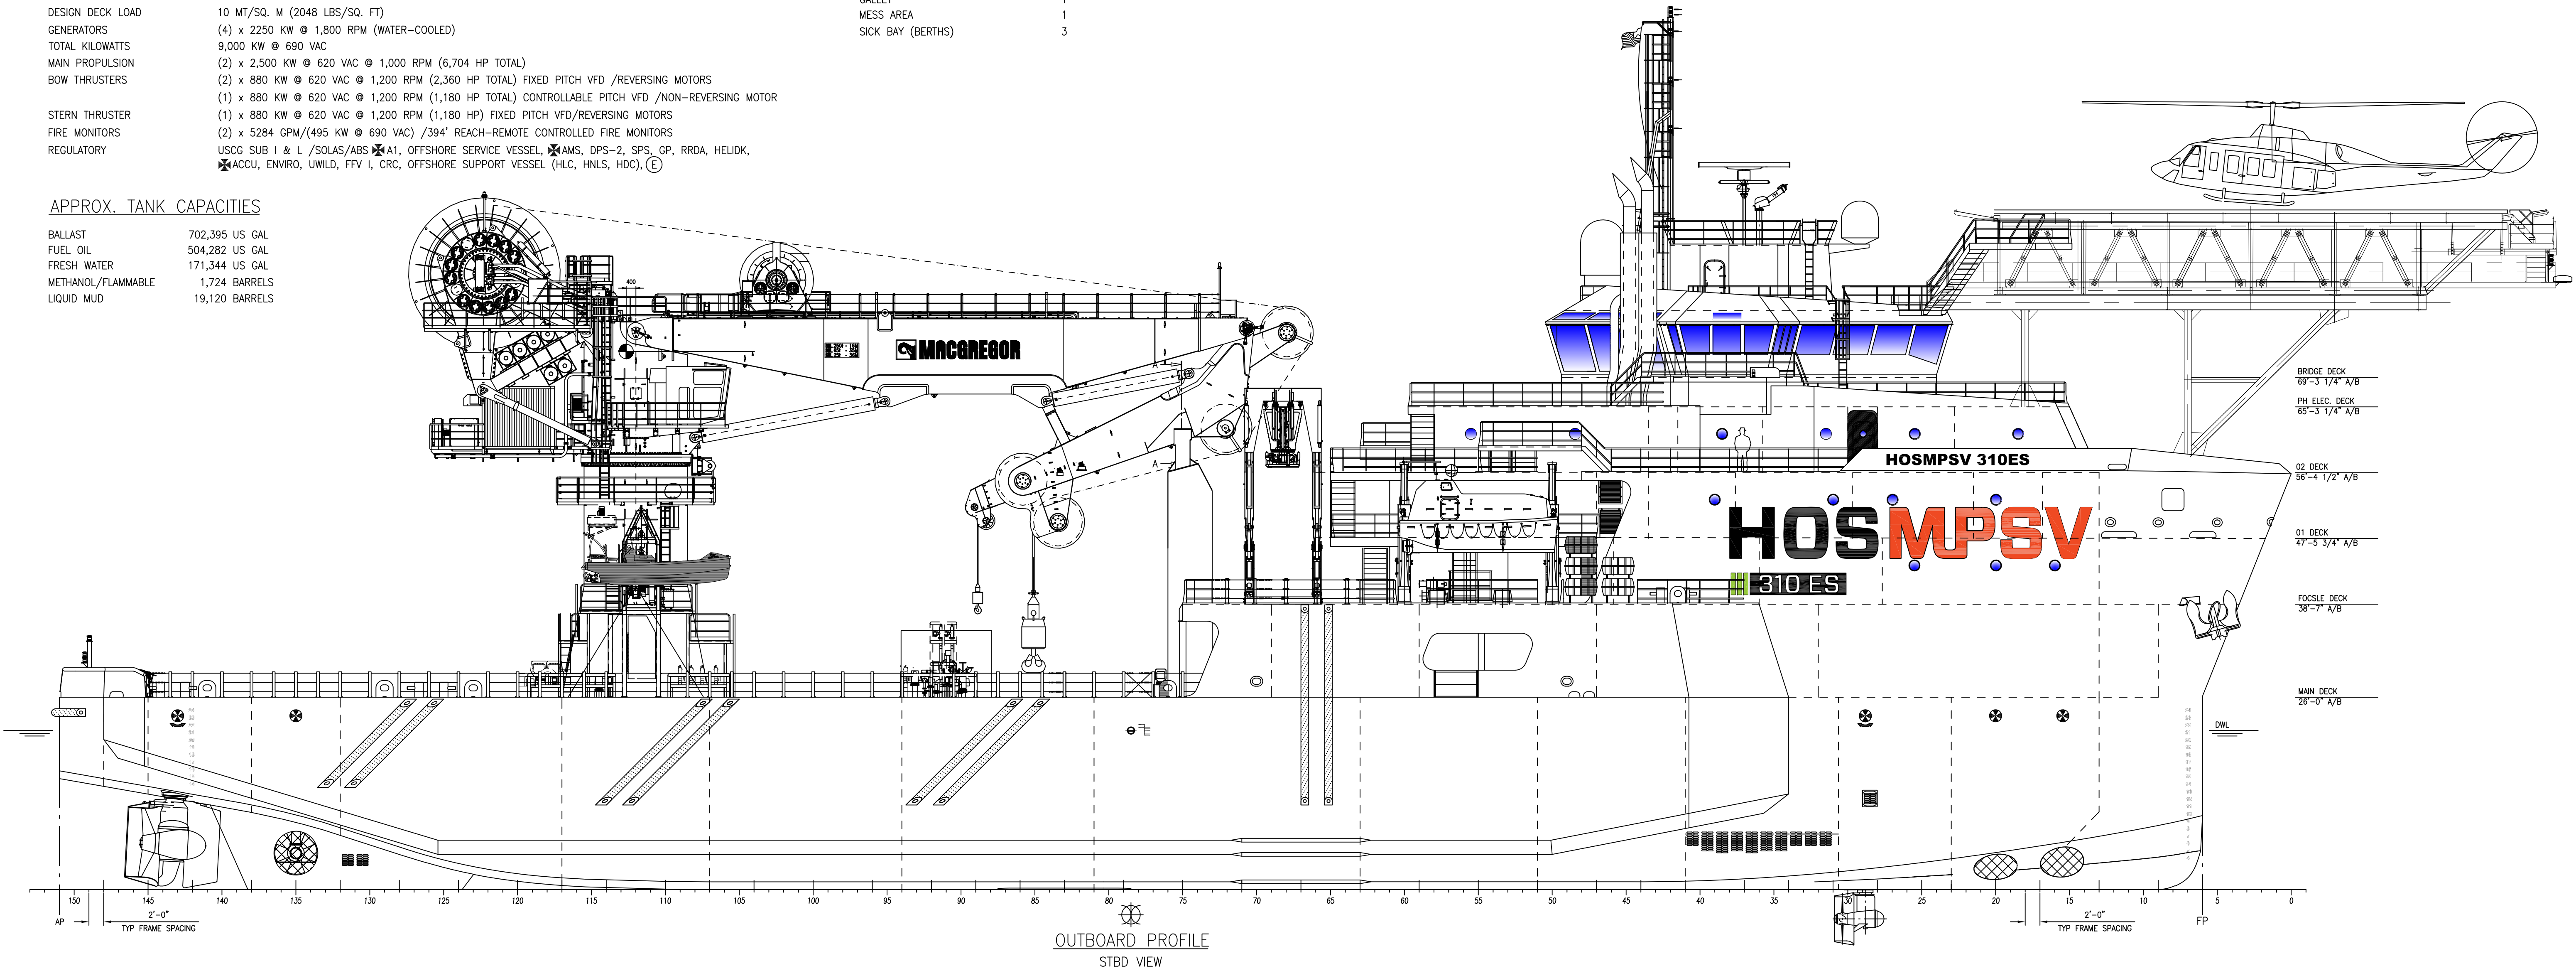 DESIGN DECK LOAD 10 MT/SQ. M (2048 LBS/SQ. FT)
GENERATORS (4) x 2250 KW @ 1,800 RPM (WATER-COOLED)
TOTAL KILOWATTS 9,000 KW @ 690 VAC
MAIN PROPULSION (2) x 2,500 KW @ 620 VAC @ 1,000 RPM (6,704 HP TOTAL)
BOW THRUSTERS (2) x 880 KW @ 620 VAC @ 1,200 RPM (2,360 HP TOTAL) FIXED PITCH VFD /REVERSING MOTORS
(1) x 880 KW @ 620 VAC @ 1,200 RPM (1,180 HP TOTAL) CONTROLLABLE PITCH VFD /NON-REVERSING MOTOR
STERN THRUSTER (1) x 880 KW @ 620 VAC @ 1,200 RPM (1,180 HP) FIXED PITCH VFD/REVERSING MOTORS
FIRE MONITORS (2) x 5284 GPM/(495 KW @ 690 VAC) /394' REACH-REMOTE CONTROLLED FIRE MONITORS
REGULATORY USCG SUB I & L /SOLAS/ABS ✠A1, OFFSHORE SERVICE VESSEL, ✠AMS, DPS-2, SPS, GP, RRDA, HELIDK,
✠ACCU, ENVIRO, UWILD, FFV I, CRC, OFFSHORE SUPPORT VESSEL (HLC, HNLS, HDC), Ⓔ
GALLEY 1
MESS AREA 1
SICK BAY (BERTHS) 3
APPROX. TANK CAPACITIES
BALLAST 702,395 US GAL
FUEL OIL 504,282 US GAL
FRESH WATER 171,344 US GAL
METHANOL/FLAMMABLE 1,724 BARRELS
LIQUID MUD 19,120 BARRELS
400
MACGREGOR
A
A
BRIDGE DECK
69'-3 1/4" A/B
PH ELEC. DECK
65'-3 1/4" A/B
HOSMPSV 310ES
02 DECK
56'-4 1/2" A/B
HOSMPSV
310 ES
01 DECK
47'-5 3/4" A/B
FOCSLE DECK
38'-7" A/B
MAIN DECK
26'-0" A/B
DWL
150 145 140 135 130 125 120 115 110 105 100 95 90 85 80 75 70 65 60 55 50 45 40 35 30 25 20 15 10 5 0
AP
2'-0"
TYP FRAME SPACING
2'-0"
TYP FRAME SPACING
FP
OUTBOARD PROFILE
STBD VIEW